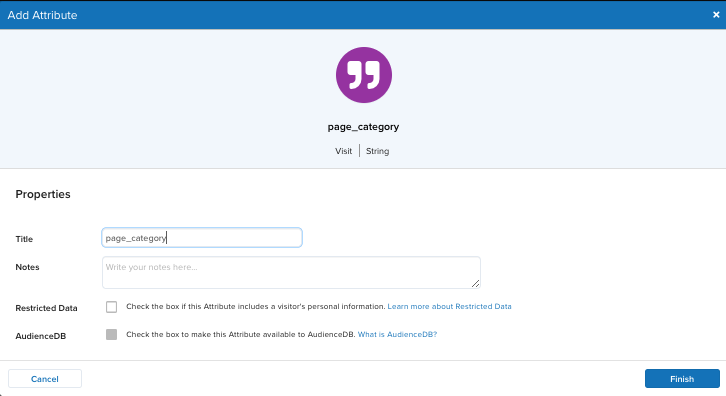 Add Attribute
×
page_category
Visit | String
Properties
Title
page_category
Notes
Write your notes here...
Restricted Data
Check the box if this Attribute includes a visitor's personal information. Learn more about Restricted Data
AudienceDB
Check the box to make this Attribute available to AudienceDB. What is AudienceDB?
Cancel
Finish